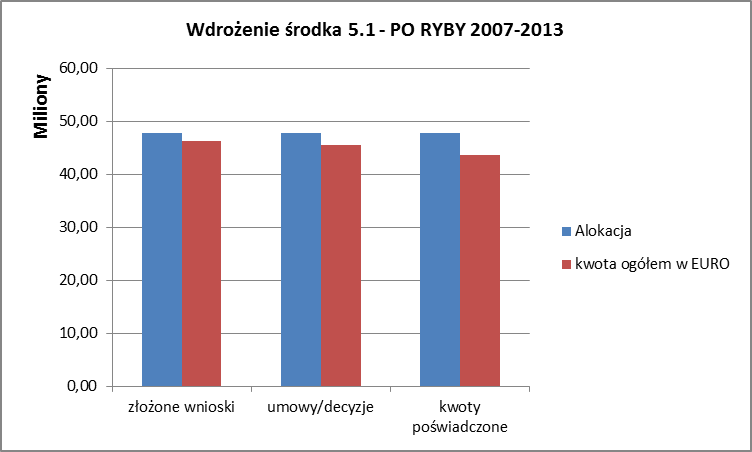 Wdrożenie środka 5.1 - PO RYBY 2007-2013
Miliony
60,00
50,00
40,00
30,00
20,00
10,00
0,00
złożone wnioski
umowy/decyzje
kwoty
poświadczone
Alokacja
kwota ogółem w EURO